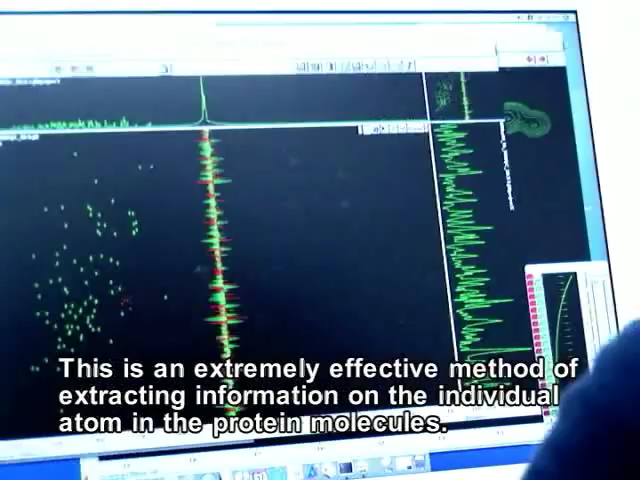 This is an extremely effective method of
extracting information on the individual
atom in the protein molecules.